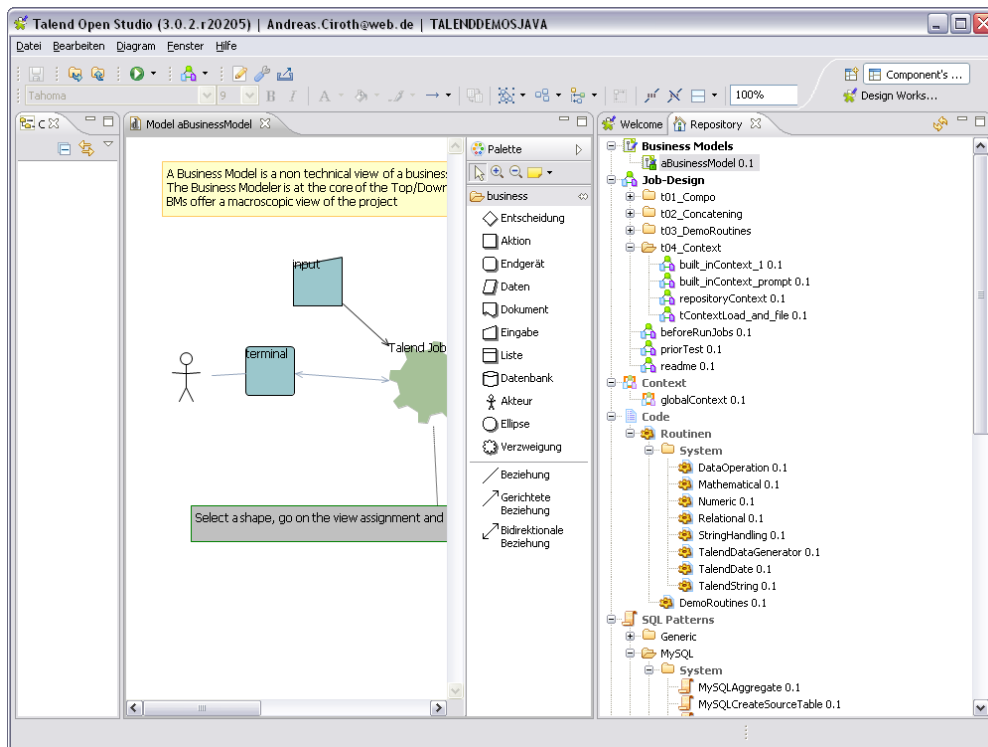 Talend Open Studio (3.0.2.r20205) | Andreas.Ciroth@web.de | TALENDDEMOSJAVA
Datei Bearbeiten Diagram Fenster Hilfe
Component's ...
Tahoma 9 B I A 100%
Design Works...
C
Model aBusinessModel
A Business Model is a non technical view of a business
The Business Modeler is at the core of the Top/Down
BMs offer a macroscopic view of the project
input
terminal
Talend Job
Select a shape, go on the view assignment and
Palette
business
Entscheidung
Aktion
Endgerät
Daten
Dokument
Eingabe
Liste
Datenbank
Akteur
Ellipse
Verzweigung
Beziehung
Gerichtete
Beziehung
Bidirektionale
Beziehung
Welcome Repository
Business Models
aBusinessModel 0.1
Job-Design
t01_Compo
t02_Concatening
t03_DemoRoutines
t04_Context
built_inContext_1 0.1
built_inContext_prompt 0.1
repositoryContext 0.1
tContextLoad_and_file 0.1
beforeRunJobs 0.1
priorTest 0.1
readme 0.1
Context
globalContext 0.1
Code
Routinen
System
DataOperation 0.1
Mathematical 0.1
Numeric 0.1
Relational 0.1
StringHandling 0.1
TalendDataGenerator 0.1
TalendDate 0.1
TalendString 0.1
DemoRoutines 0.1
SQL Patterns
Generic
MySQL
System
MySQLAggregate 0.1
MySQLCreateSourceTable 0.1